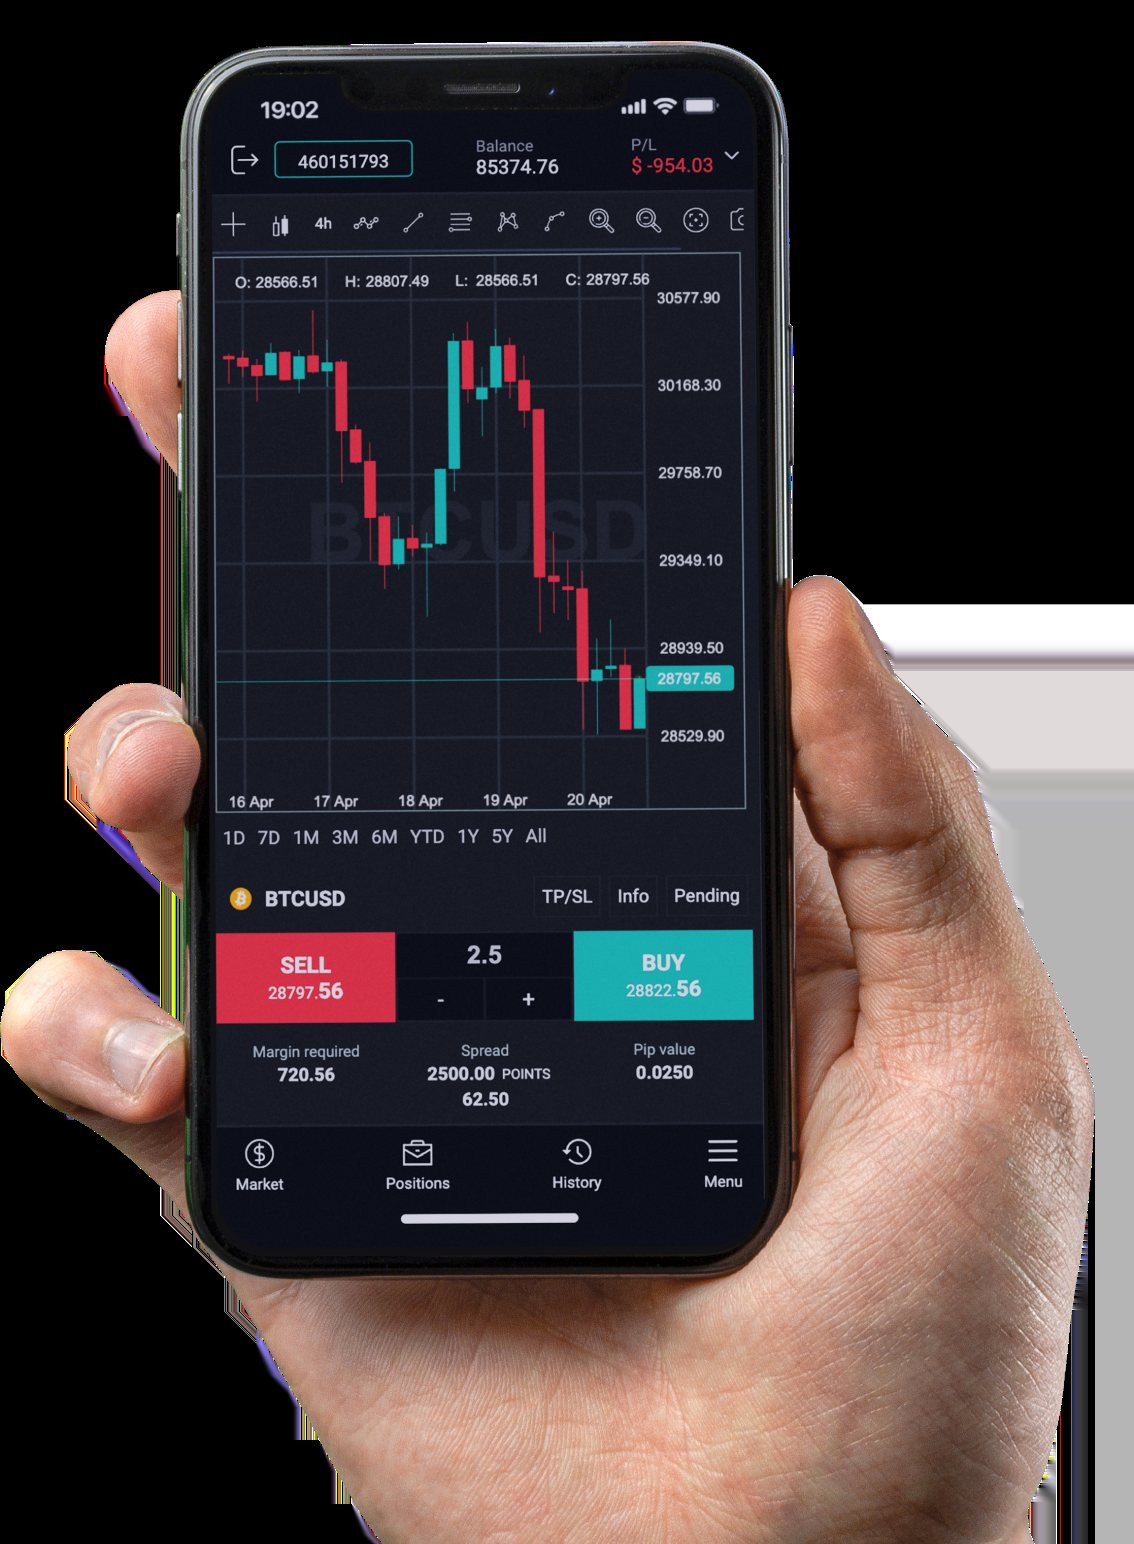 19:02
460151793
Balance
85374.76
P/L
$ -954.03
4h
O: 28566.51 H: 28807.49 L: 28566.51 C: 28797.56
30577.90
30168.30
29758.70
BTCUSD
29349.10
28939.50
28797.56
28529.90
16 Apr 17 Apr 18 Apr 19 Apr 20 Apr
1D 7D 1M 3M 6M YTD 1Y 5Y All
BTCUSD
TP/SL Info Pending
SELL
28797.56
2.5
- +
BUY
28822.56
Margin required
720.56
Spread
2500.00 POINTS
62.50
Pip value
0.0250
Market Positions History Menu